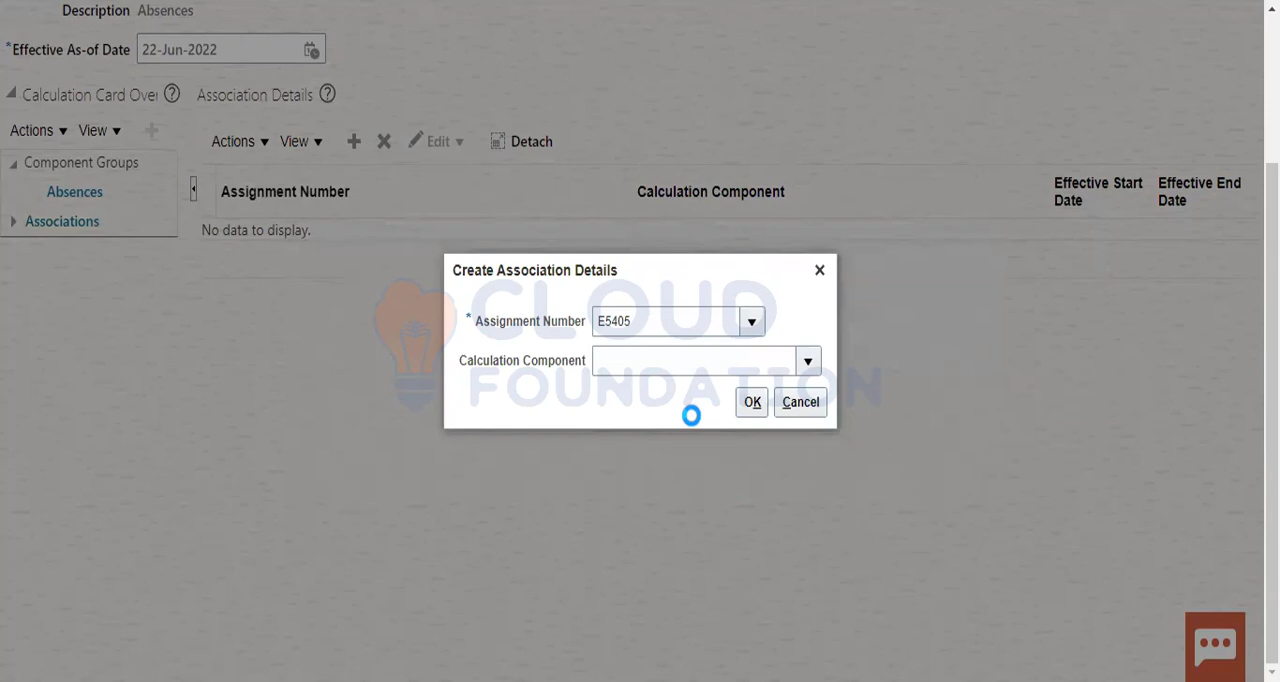 Description Absences
*Effective As-of Date 22-Jun-2022
Calculation Card Over ? Association Details ?
Actions View
Actions View Edit Detach
Component Groups
Absences
Associations
Assignment Number Calculation Component Effective Start Date Effective End Date
No data to display.
Create Association Details
* Assignment Number E5405
Calculation Component
OK Cancel
CLOUD
FOUNDATION